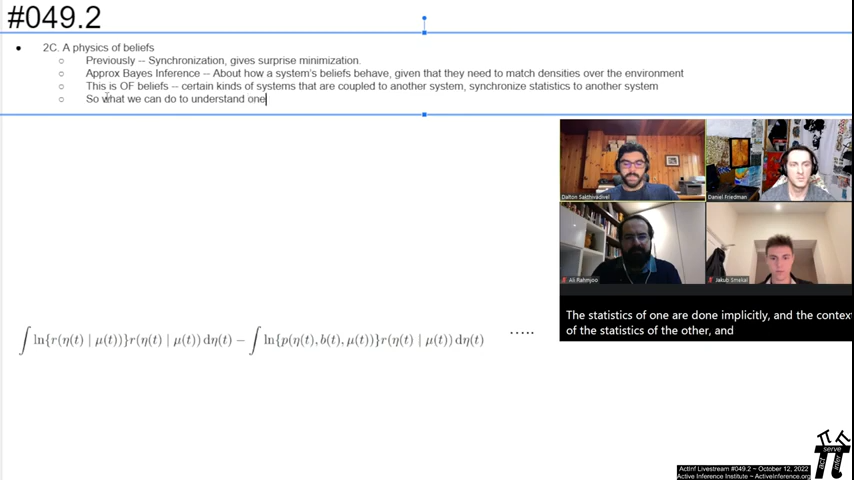 #049.2
● 2C. A physics of beliefs
○ Previously -- Synchronization, gives surprise minimization.
○ Approx Bayes Inference -- About how a system's beliefs behave, given that they need to match densities over the environment
○ This is OF beliefs -- certain kinds of systems that are coupled to another system, synchronize statistics to another system
○ So what we can do to understand one
Dalton Sakthivadivel
Daniel Friedman
Ali Rahmjoo
Jakub Smekal
The statistics of one are done implicitly, and the contex
of the statistics of the other, and
∫ ln{r(η(t) | μ(t))}r(η(t) | μ(t)) dη(t) − ∫ ln{p(η(t), b(t), μ(t))}r(η(t) | μ(t)) dη(t) .....
act
serve
infer
ActInf Livestream #049.2 ~ October 12, 2022
Active Inference Institute ~ ActiveInference.org